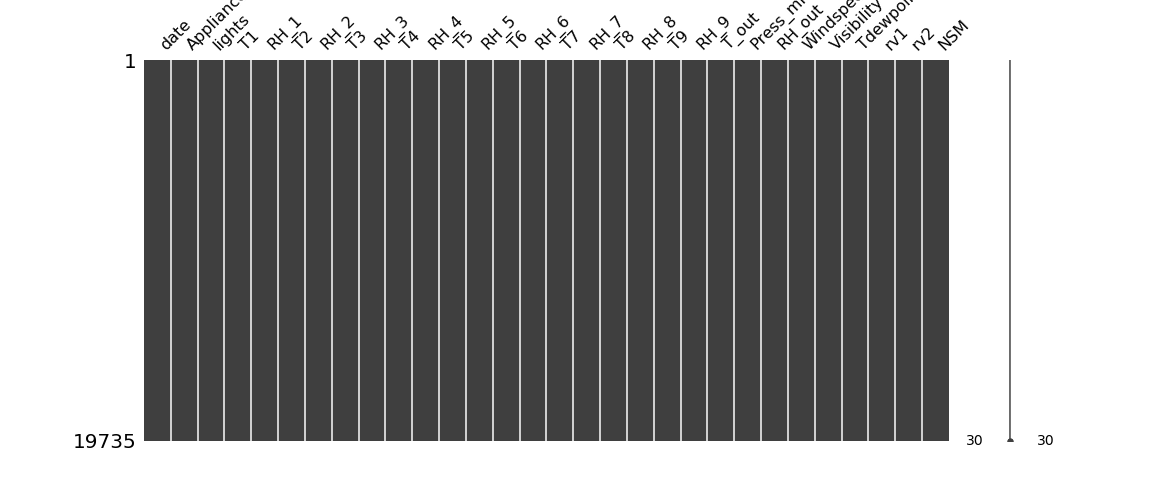 date
lights
T1
RH_1
T2
RH_2
T3
RH_3
T4
RH_4
T5
RH_5
T6
RH_6
T7
RH_7
T8
RH_8
T9
RH_9
T_out
RH_out
Visibility
rv1
rv2
NSM
1
19735
30
30